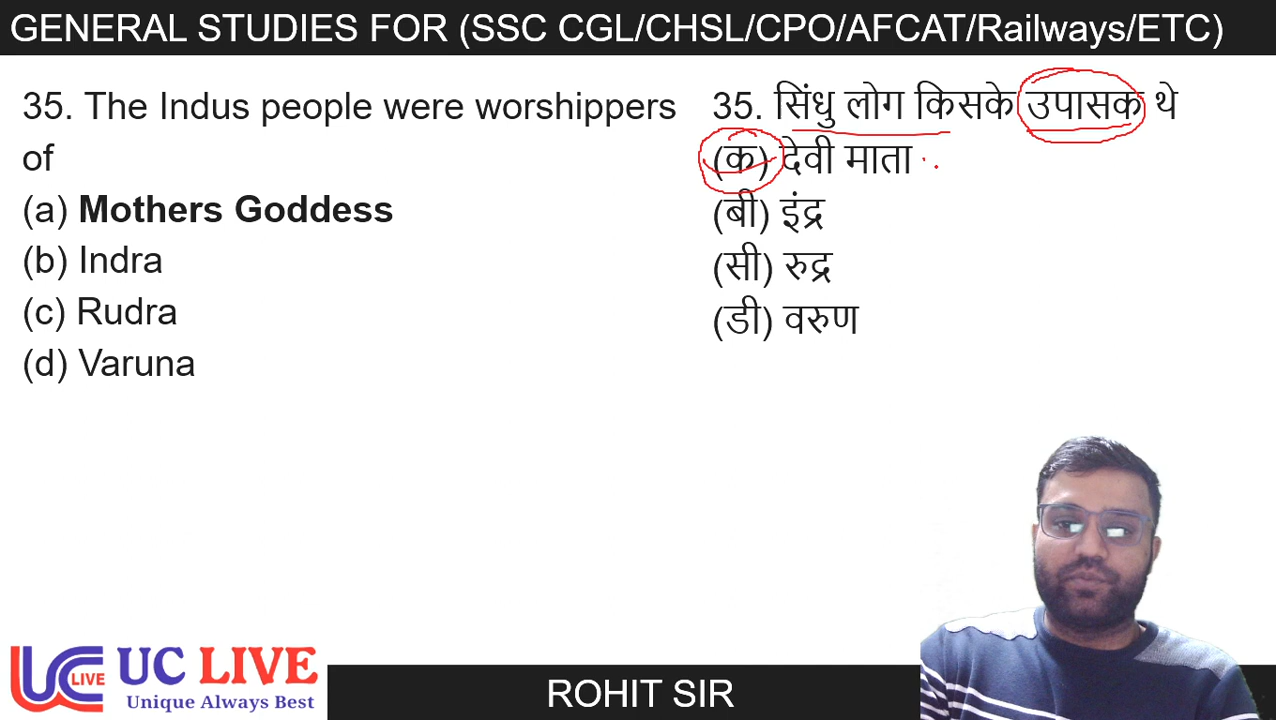 GENERAL STUDIES FOR (SSC CGL/CHSL/CPO/AFCAT/Railways/ETC)
35. The Indus people were worshippers
of
(a) Mothers Goddess
(b) Indra
(c) Rudra
(d) Varuna
35. सिंधु लोग किसके उपासक थे
(क) देवी माता
(बी) इंद्र
(सी) रुद्र
(डी) वरुण
UC LIVE
LIVE
Unique Always Best
ROHIT SIR